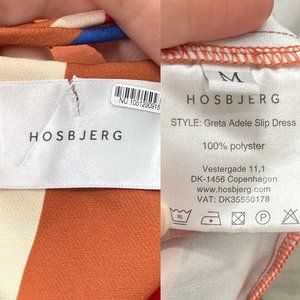 HOSBJERG
M
HOSBJERG
STYLE: Greta Adele Slip Dress
100% polyster
Vestergade 11,1
DK-1456 Copenhagen
www.hosbjerg.com
VAT: DK35550178